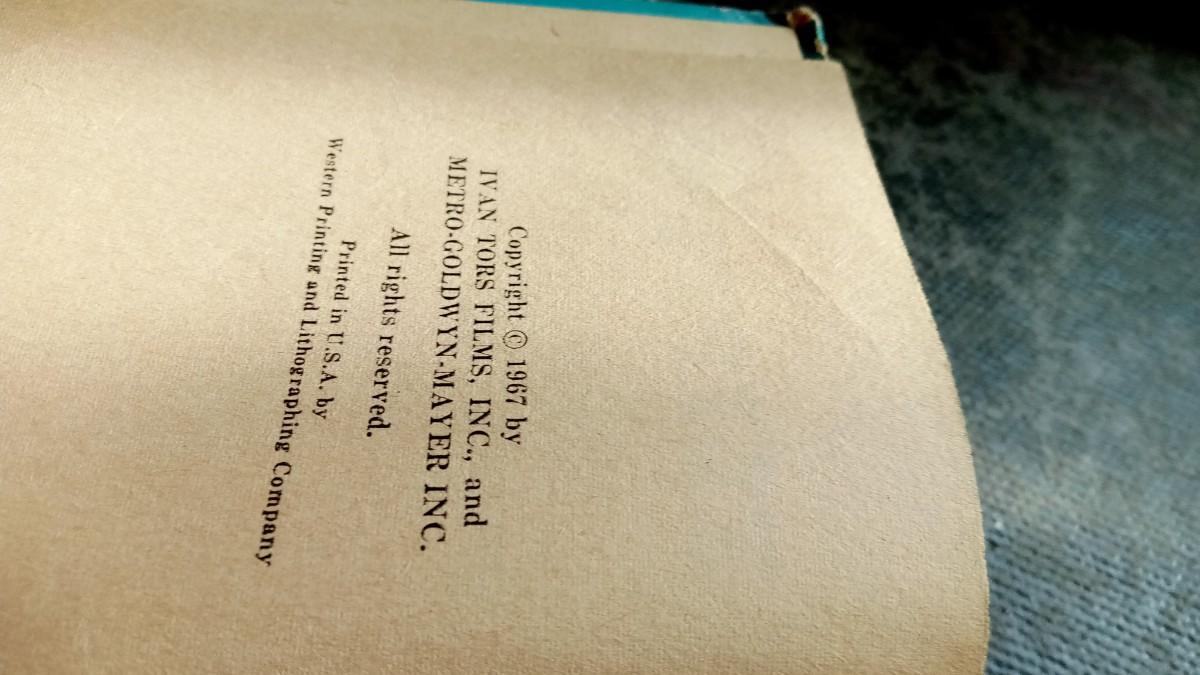 Copyright © 1967 by
IVAN TORS FILMS, INC., and
METRO-GOLDWYN-MAYER INC.
All rights reserved.
Printed in U.S.A. by
Western Printing and Lithographing Company